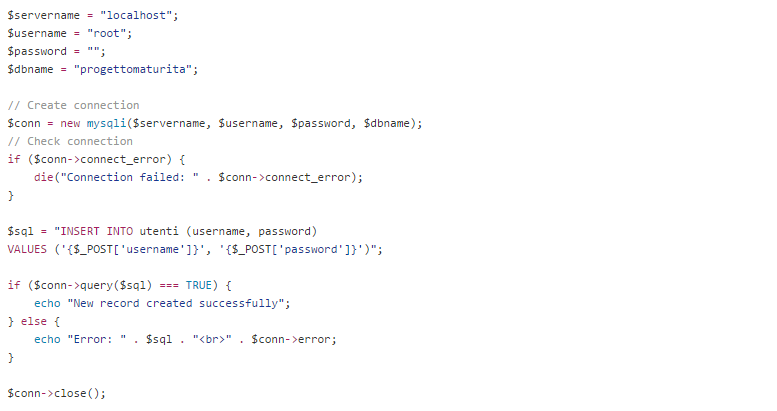 $servername = "localhost";
$username = "root";
$password = "";
$dbname = "progettomaturita";
// Create connection
$conn = new mysqli($servername, $username, $password, $dbname);
// Check connection
if ($conn->connect_error) {
    die("Connection failed: " . $conn->connect_error);
}
$sql = "INSERT INTO utenti (username, password)
VALUES ('{$_POST['username']}', '{$_POST['password']}')";
if ($conn->query($sql) === TRUE) {
    echo "New record created successfully";
} else {
    echo "Error: " . $sql . "<br>" . $conn->error;
}
$conn->close();